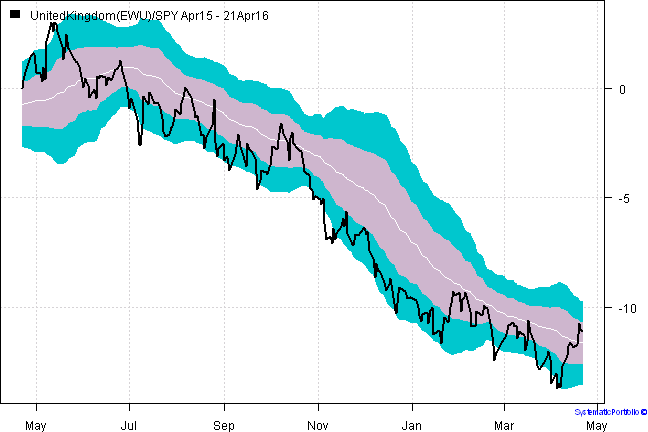 UnitedKingdom(EWU)/SPY Apr15 - 21Apr16
0
-5
-10
SystematicPortfolio ©
May Jul Sep Nov Jan Mar May